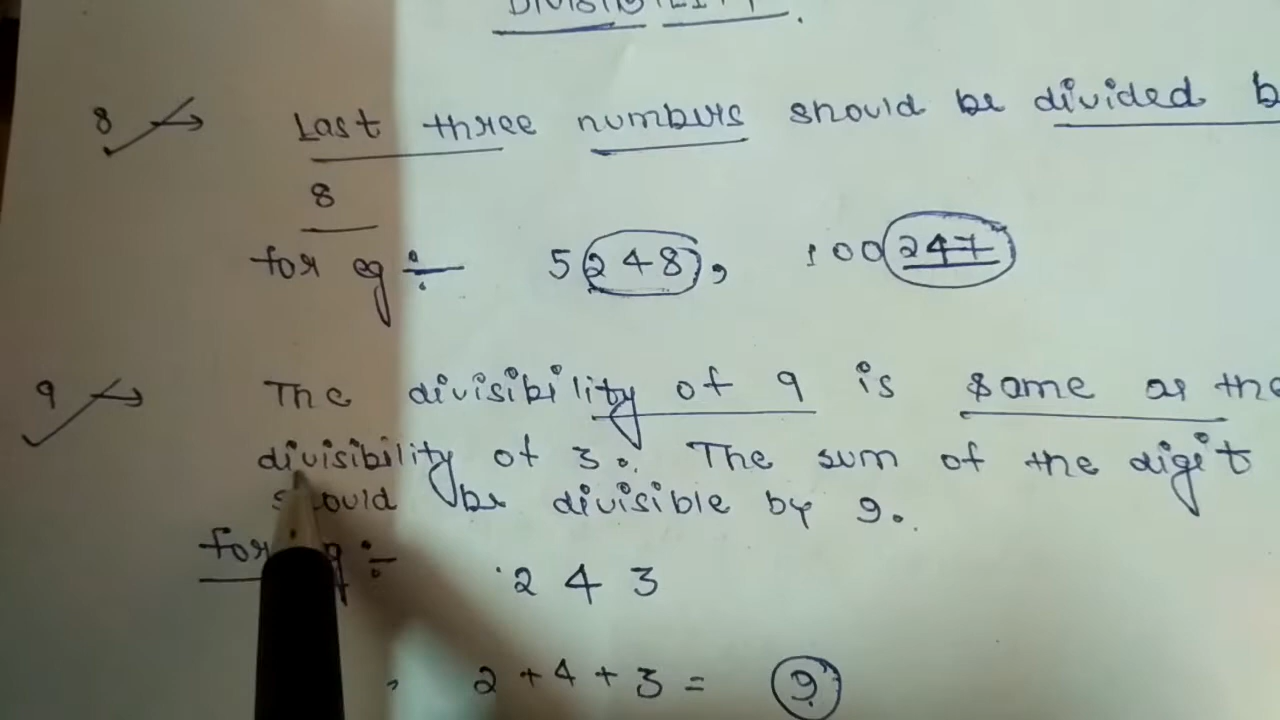 DIVISIBILITY.
8 → Last three numbers should be divided b
8
for eg ÷ 5248, 100247
9 → The divisibility of 9 is same as the
divisibility of 3. The sum of the digit
should be divisible by 9.
for eg ÷ 243
2+4+3 = 9